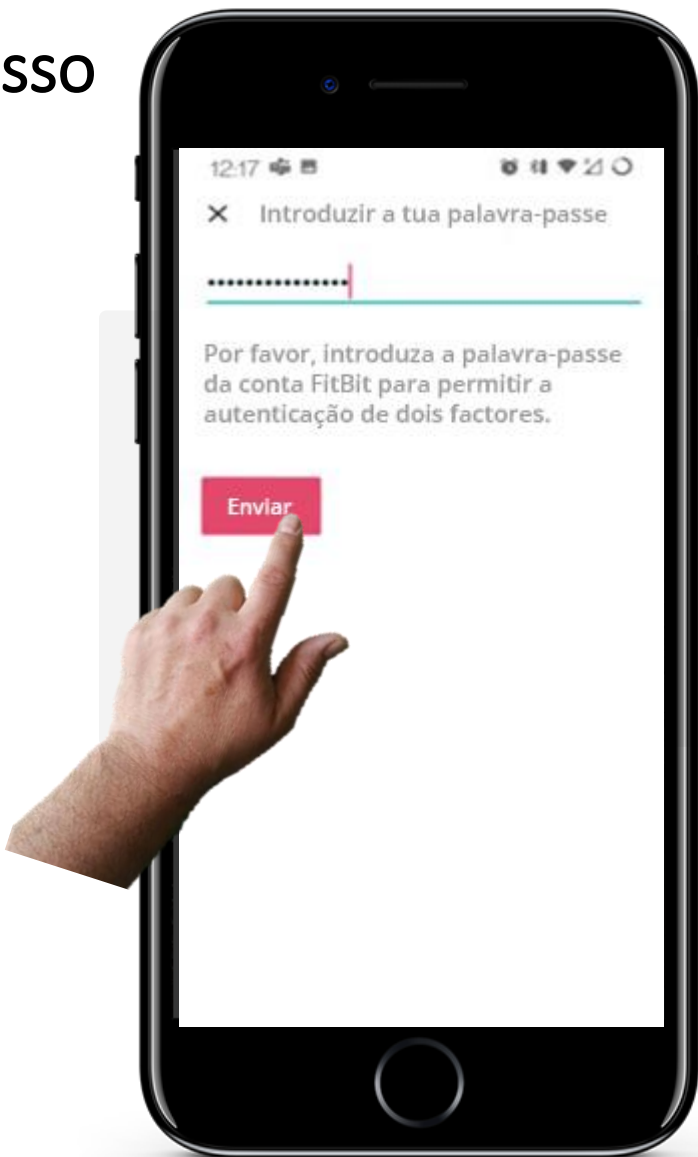 SSO
12:17
Introduzir a tua palavra-passe
Por favor, introduza a palavra-passe
da conta FitBit para permitir a
autenticação de dois factores.
Enviar